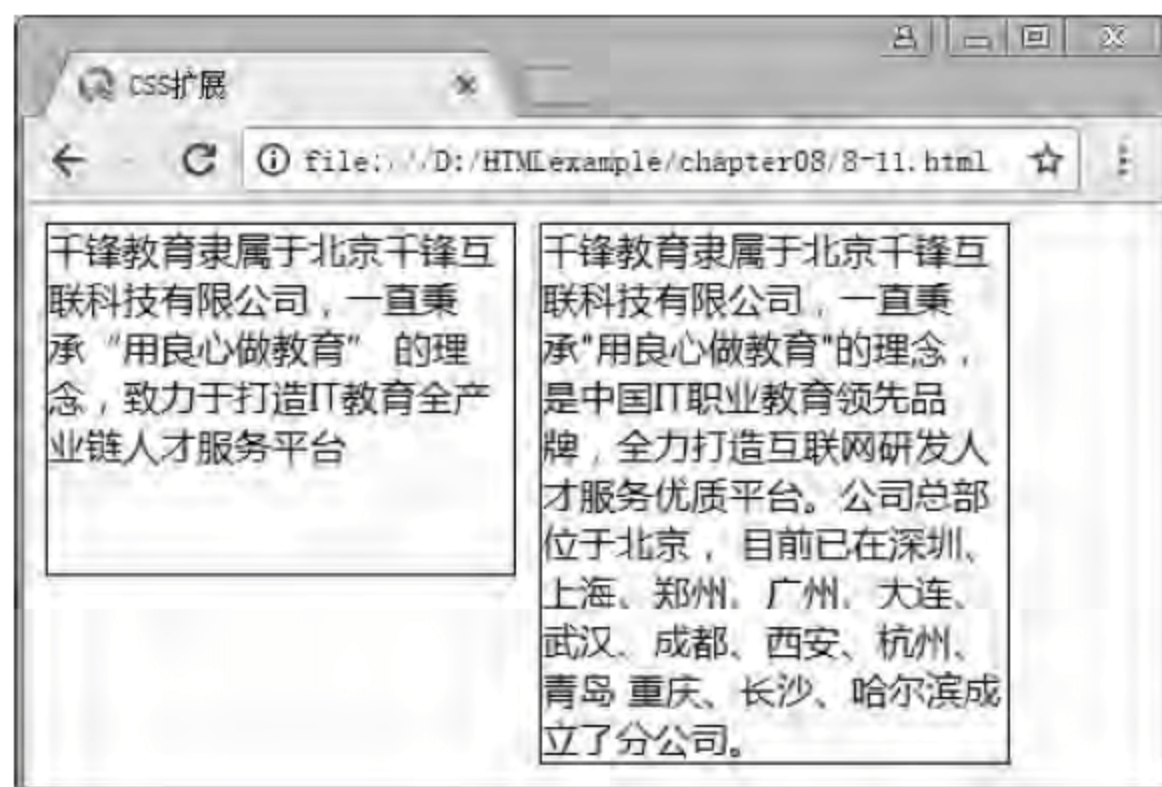 CSS扩展
file:///D:/HTMLexample/chapter08/8-11.html
千锋教育隶属于北京千锋互
联科技有限公司，一直秉
承“用良心做教育” 的理
念，致力于打造IT教育全产
业链人才服务平台
千锋教育隶属于北京千锋互
联科技有限公司，一直秉
承"用良心做教育"的理念，
是中国IT职业教育领先品
牌，全力打造互联网研发人
才服务优质平台。公司总部
位于北京， 目前已在深圳、
上海、郑州、广州、大连、
武汉、成都、西安、杭州、
青岛 重庆、长沙、哈尔滨成
立了分公司。